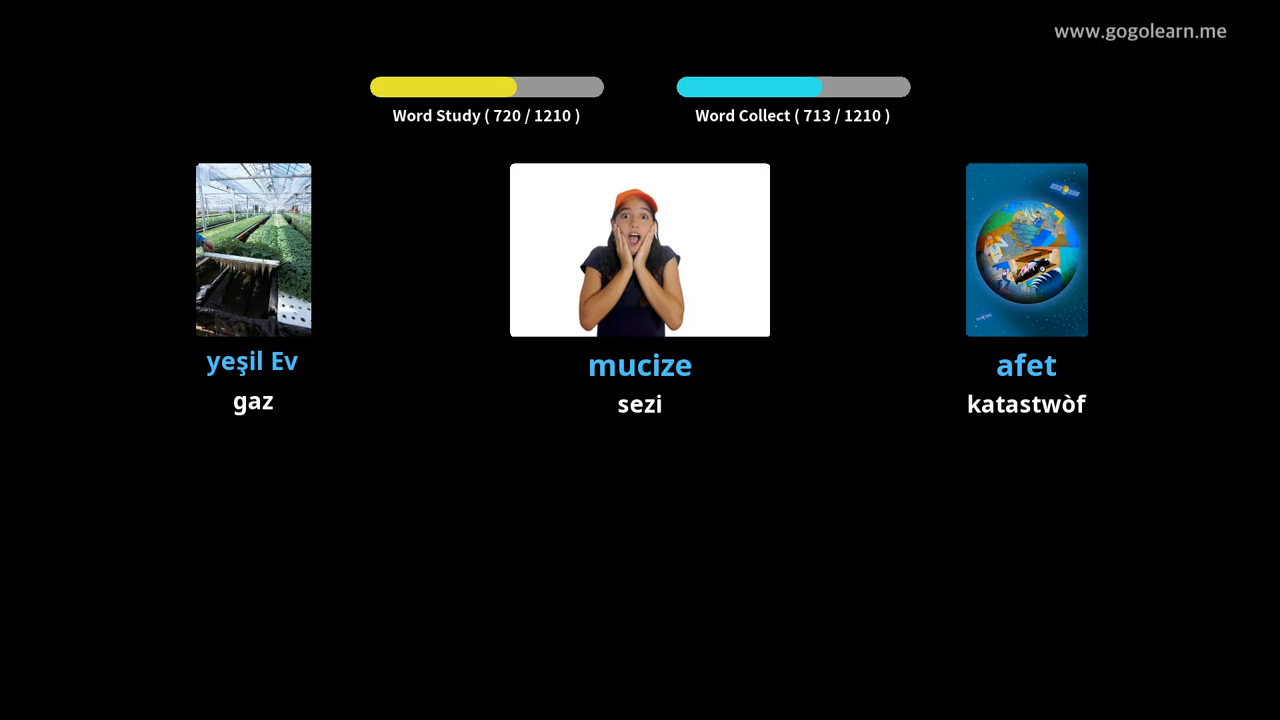 www.gogolearn.me
Word Study ( 720 / 1210 )
Word Collect ( 713 / 1210 )
yeşil Ev
gaz
mucize
sezi
afet
katastwòf